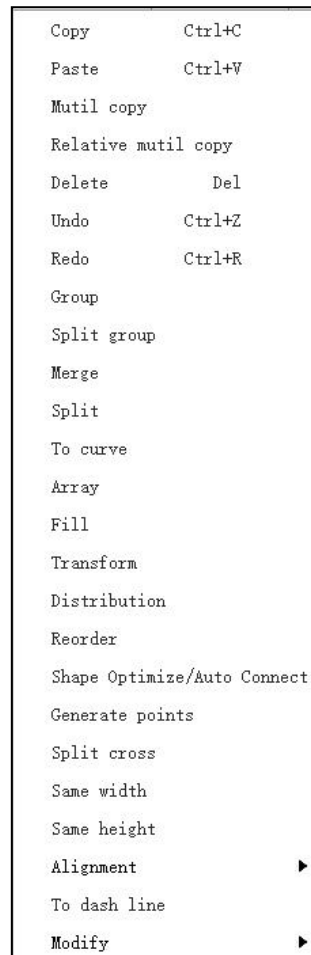 Copy Ctrl+C
Paste Ctrl+V
Mutil copy
Relative mutil copy
Delete Del
Undo Ctrl+Z
Redo Ctrl+R
Group
Split group
Merge
Split
To curve
Array
Fill
Transform
Distribution
Reorder
Shape Optimize/Auto Connect
Generate points
Split cross
Same width
Same height
Alignment
To dash line
Modify